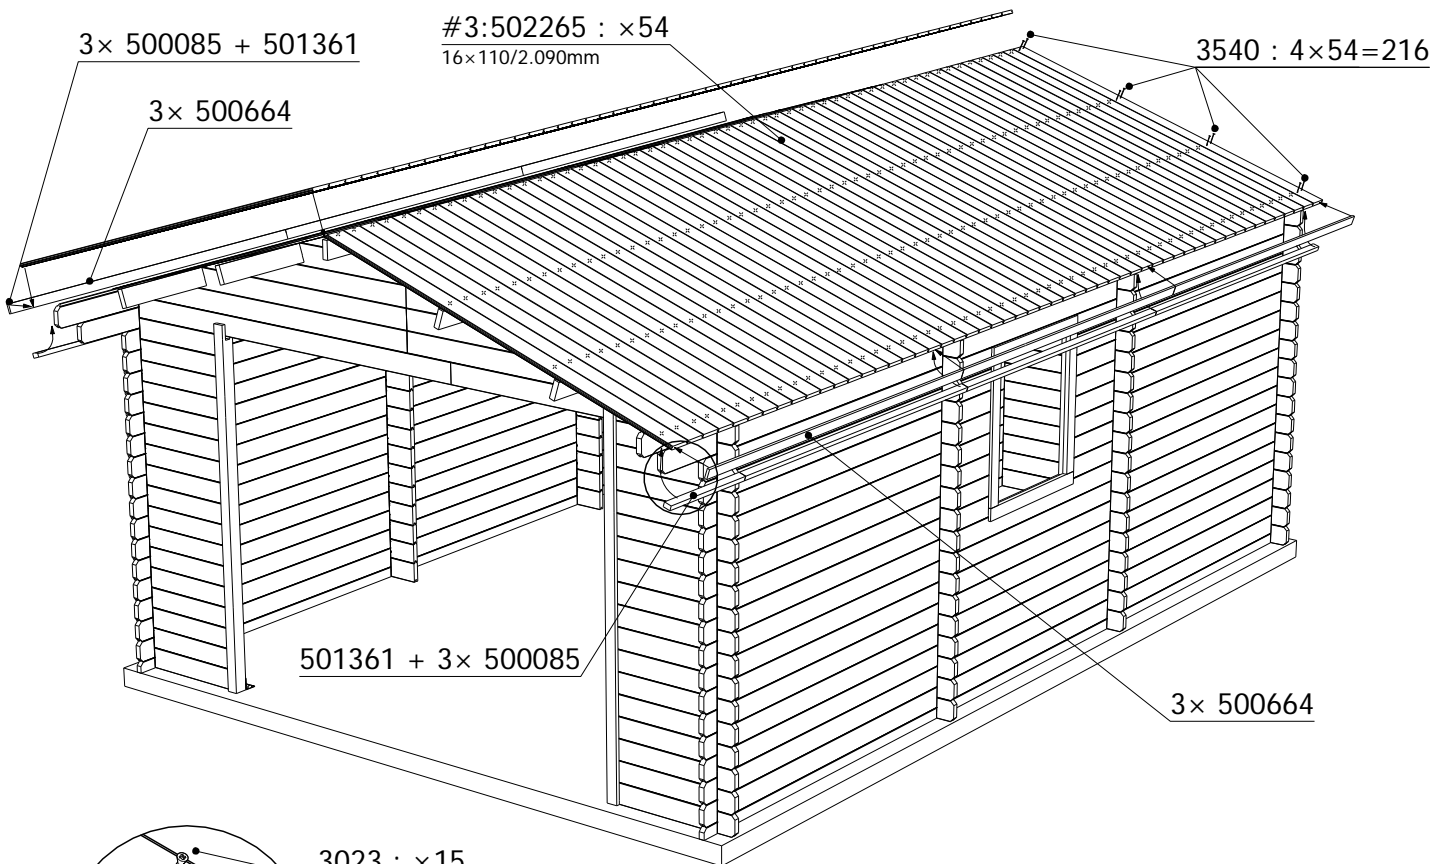 3× 500085 + 501361
#3:502265 : ×54
16×110/2.090mm
3540 : 4×54=216
3× 500664
501361 + 3× 500085
3× 500664
3023 : ×15